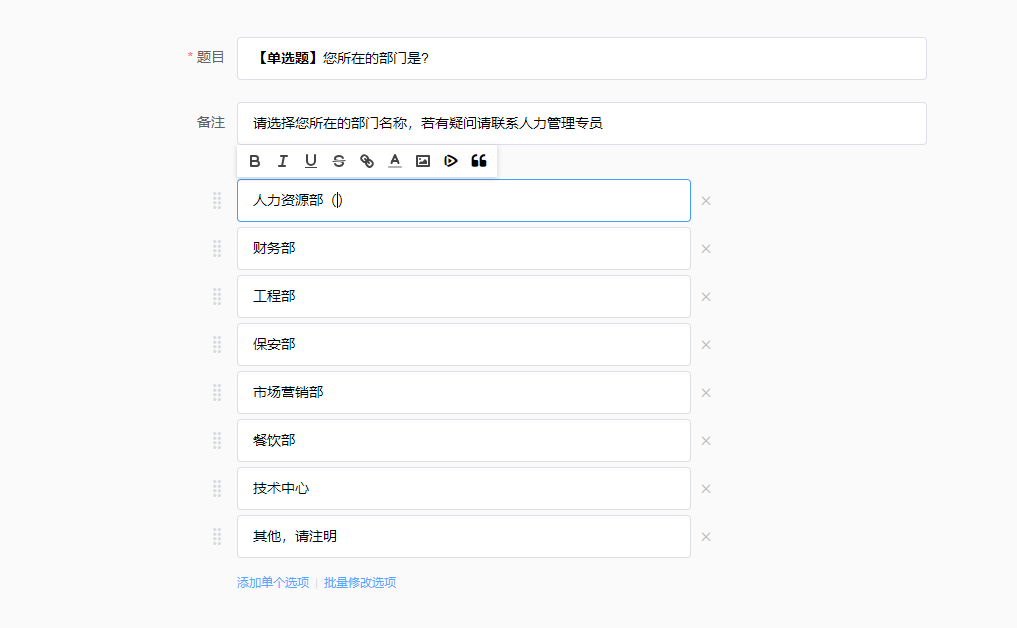 * 题目
【单选题】您所在的部门是?
备注
请选择您所在的部门名称，若有疑问请联系人力管理专员
人力资源部（）
财务部
工程部
保安部
市场营销部
餐饮部
技术中心
其他，请注明
添加单个选项 | 批量修改选项